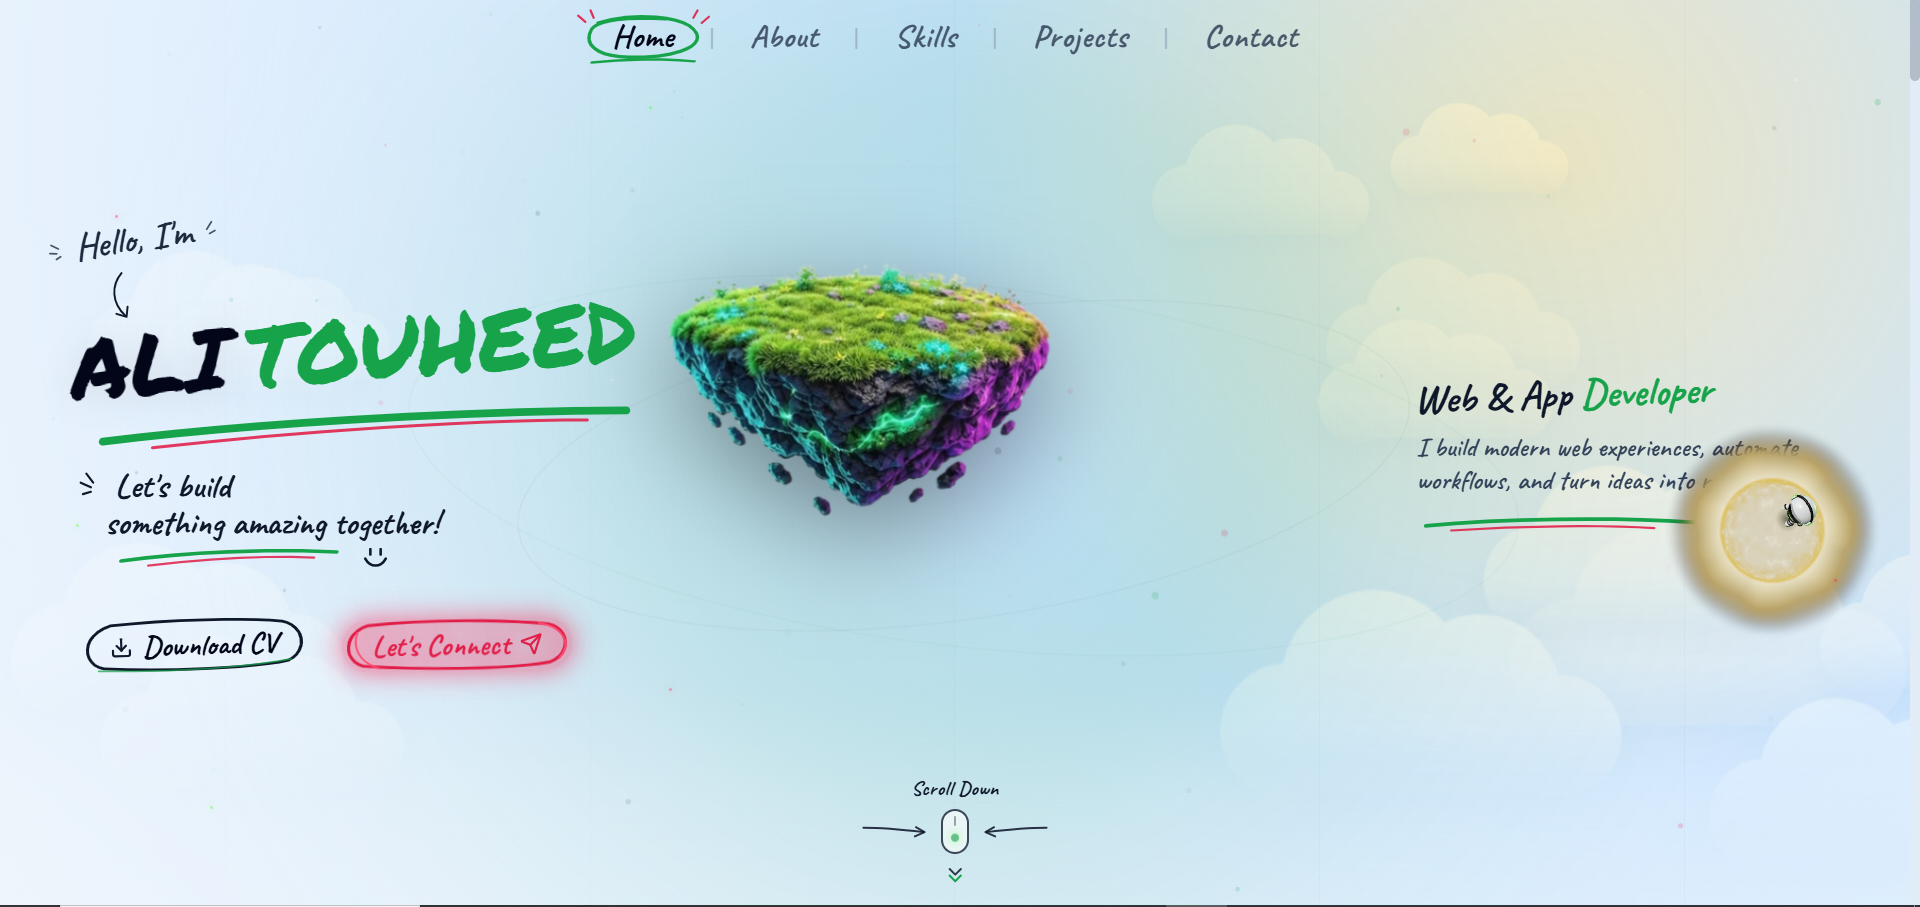 Home | About | Skills | Projects | Contact
Hello, I'm
ALI TOUHEED
Let's build
something amazing together!
Download CV
Let's Connect
Web & App Developer
I build modern web experiences, automate
workflows, and turn ideas into
Scroll Down